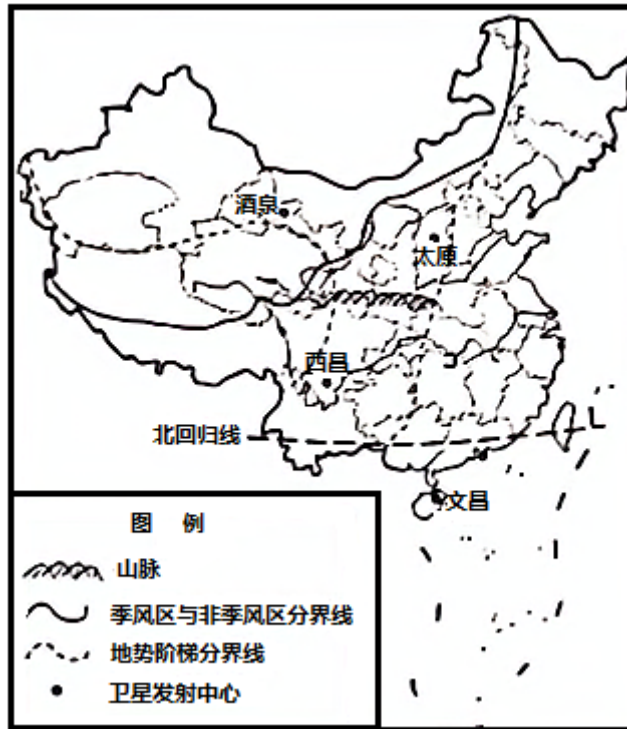 酒泉
太原
西昌
北回归线
文昌
图 例
山脉
季风区与非季风区分界线
地势阶梯分界线
卫星发射中心